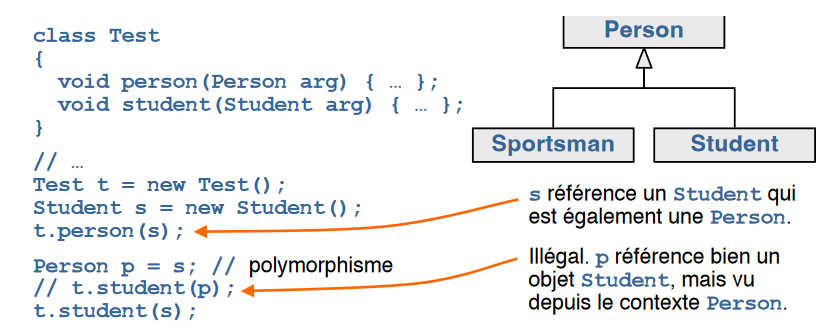 class Test
{
void person(Person arg) { … };
void student(Student arg) { … };
}
// …
Test t = new Test();
Student s = new Student();
t.person(s);
Person p = s; // polymorphisme
// t.student(p);
t.student(s);
Person
Sportsman
Student
s référence un Student qui
est également une Person.
Illégal. p référence bien un
objet Student, mais vu
depuis le contexte Person.